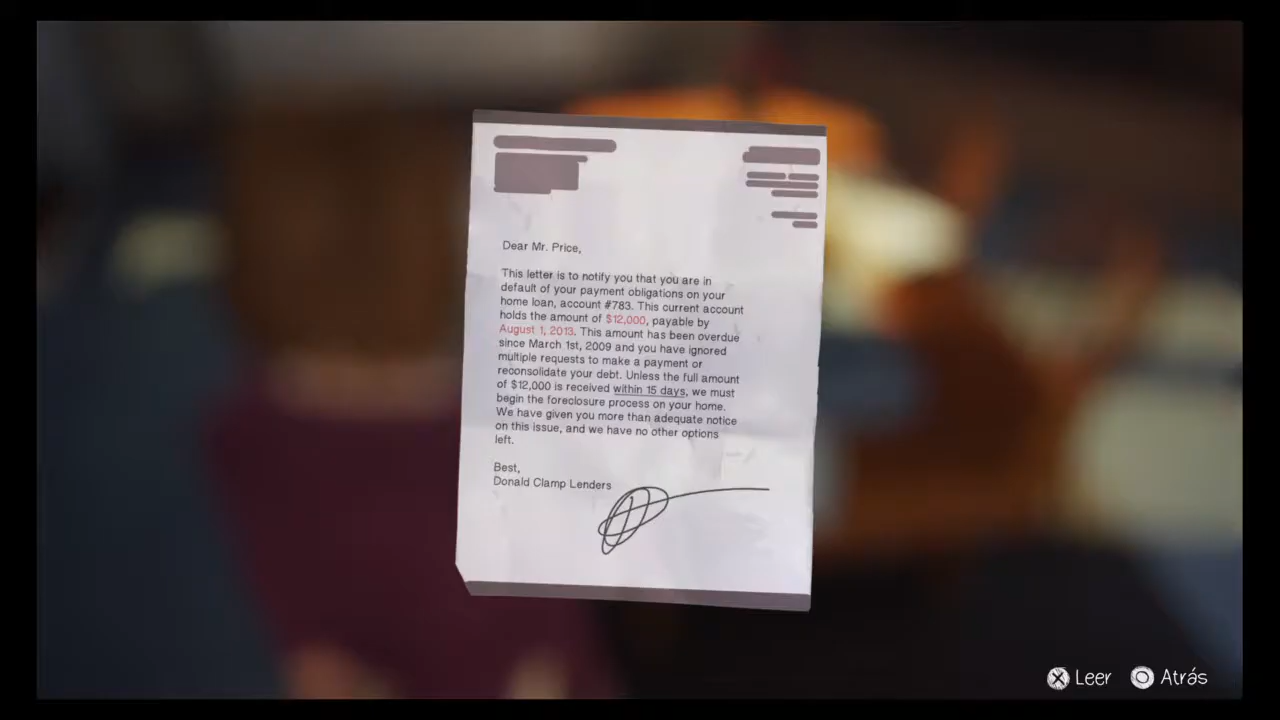 Dear Mr. Price,
This letter is to notify you that you are in
default of your payment obligations on your
home loan, account #783. This current account
holds the amount of $12,000, payable by
August 1, 2013. This amount has been overdue
since March 1st, 2009 and you have ignored
multiple requests to make a payment or
reconsolidate your debt. Unless the full amount
of $12,000 is received within 15 days, we must
begin the foreclosure process on your home.
We have given you more than adequate notice
on this issue, and we have no other options
left.
Best,
Donald Clamp Lenders
Leer Atrás